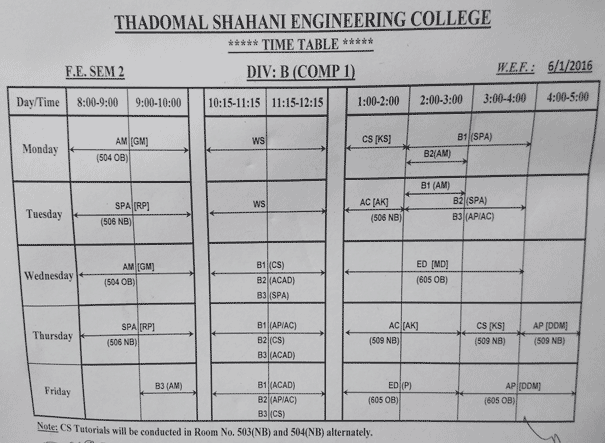 THADOMAL SHAHANI ENGINEERING COLLEGE
***** TIME TABLE *****
F.E. SEM 2 DIV: B (COMP 1) W.E.F.: 6/1/2016
Day/Time 8:00-9:00 9:00-10:00 10:15-11:15 11:15-12:15 1:00-2:00 2:00-3:00 3:00-4:00 4:00-5:00
Monday AM [GM] (504 OB) WS CS [KS] B1 (SPA)
B2(AM)
Tuesday SPA [RP] (506 NB) WS AC [AK] (506 NB) B1 (AM)
B2 (SPA)
B3 (AP/AC)
Wednesday AM [GM] (504 OB) B1 (CS)
B2 (ACAD)
B3 (SPA)
ED [MD]
(605 OB)
Thursday SPA [RP] (506 NB) B1 (AP/AC)
B2 (CS)
B3 (ACAD)
AC [AK] CS [KS] AP [DDM]
(509 NB) (509 NB) (509 NB)
Friday B3 (AM) B1 (ACAD)
B2 (AP/AC)
B3 (CS)
ED (P) AP [DDM]
(605 OB) (605 OB)
Note: CS Tutorials will be conducted in Room No. 503(NB) and 504(NB) alternately.